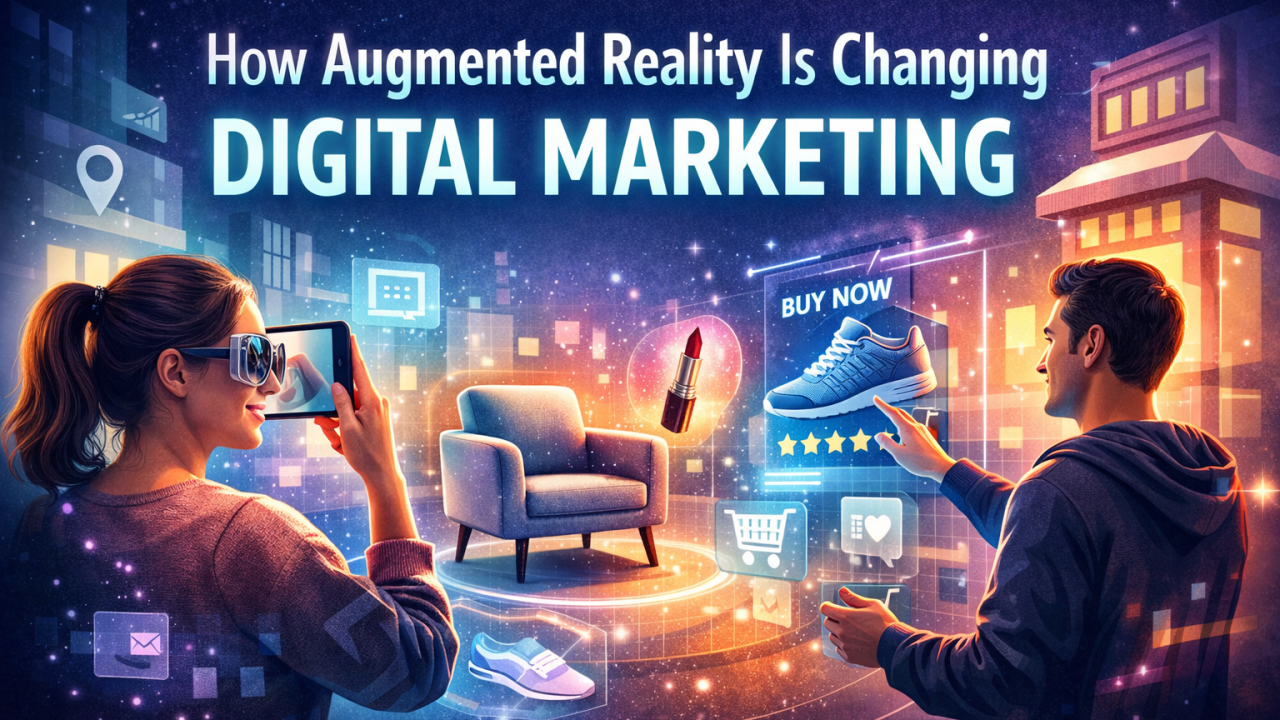 How Augmented Reality Is Changing
DIGITAL MARKETING
BUY NOW